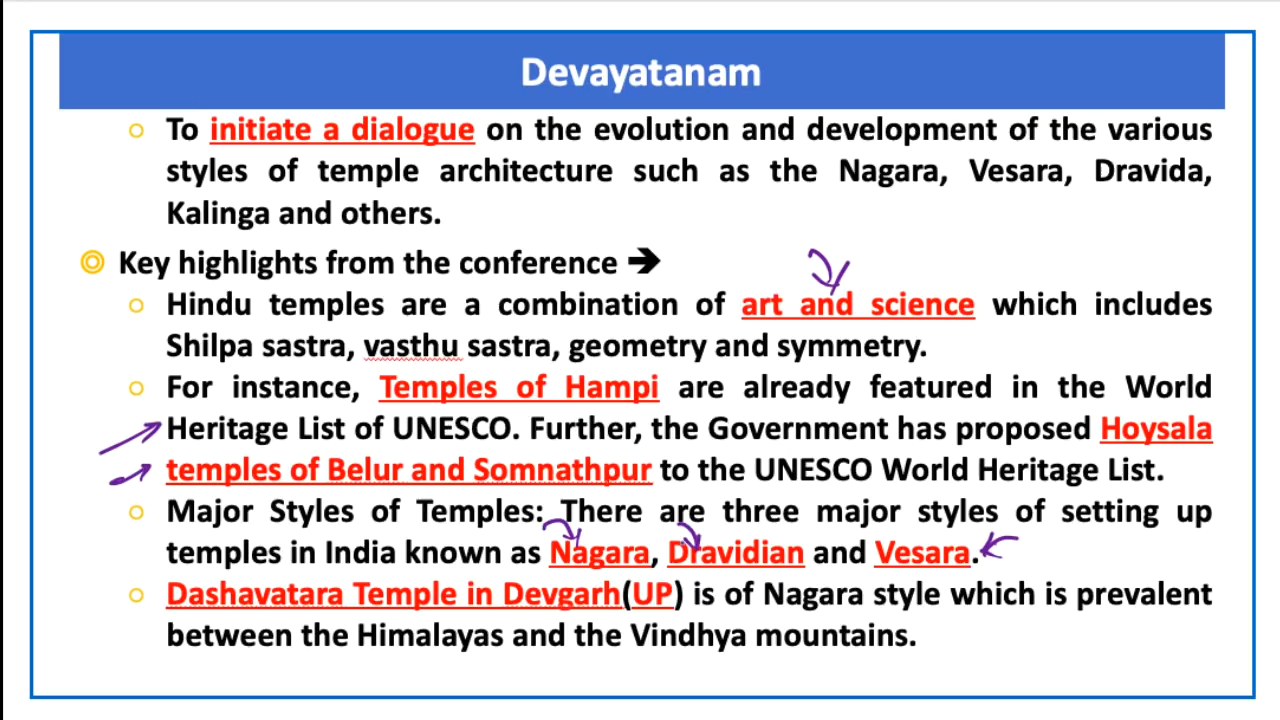 Devayatanam
To initiate a dialogue on the evolution and development of the various
styles of temple architecture such as the Nagara, Vesara, Dravida,
Kalinga and others.
Key highlights from the conference ➔
Hindu temples are a combination of art and science which includes
Shilpa sastra, vasthu sastra, geometry and symmetry.
For instance, Temples of Hampi are already featured in the World
Heritage List of UNESCO. Further, the Government has proposed Hoysala
temples of Belur and Somnathpur to the UNESCO World Heritage List.
Major Styles of Temples: There are three major styles of setting up
temples in India known as Nagara, Dravidian and Vesara.
Dashavatara Temple in Devgarh(UP) is of Nagara style which is prevalent
between the Himalayas and the Vindhya mountains.